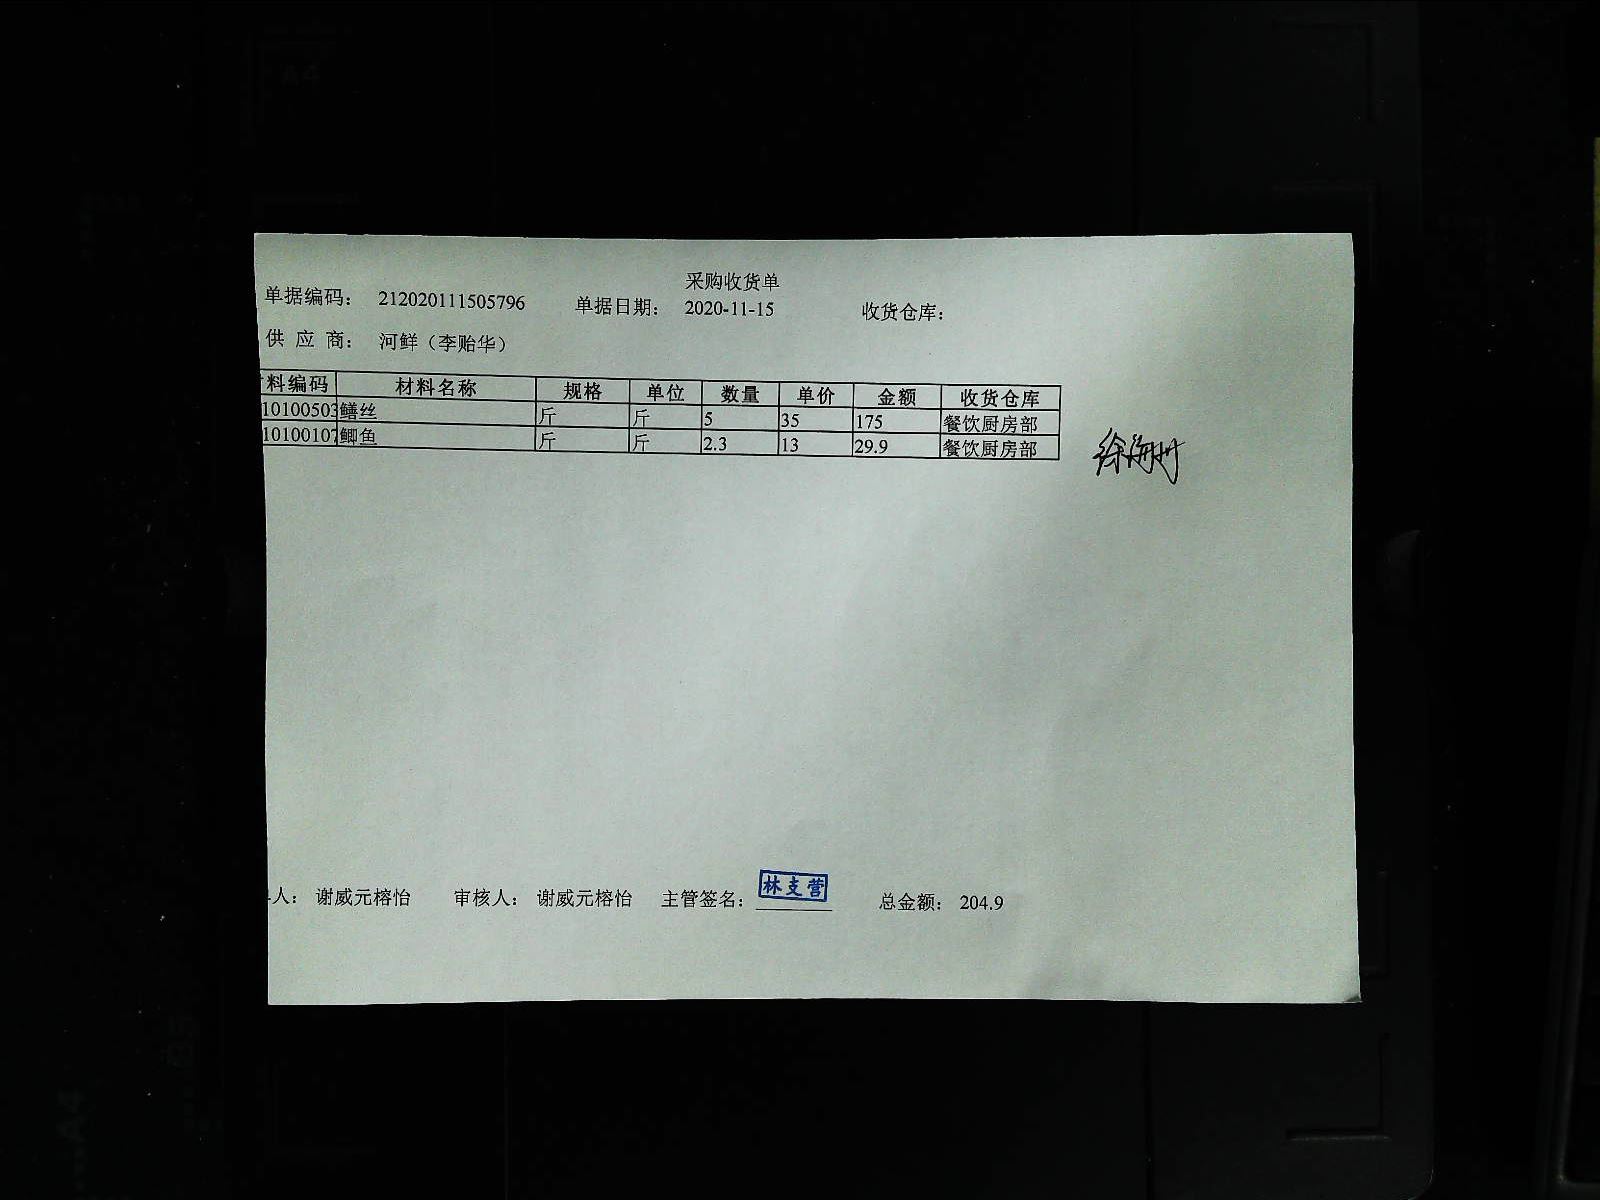 采购收货单
单据编码： 212020111505796 单据日期： 2020-11-15 收货仓库：
供 应 商： 河鲜（李贻华）
料编码 材料名称 规格 单位 数量 单价 金额 收货仓库
10100503 鳝丝 斤 斤 5 35 175 餐饮厨房部
10100107 鲫鱼 斤 斤 2.3 13 29.9 餐饮厨房部
徐海州
人： 谢威元榕怡 审核人： 谢威元榕怡 主管签名： 林支营 总金额： 204.9